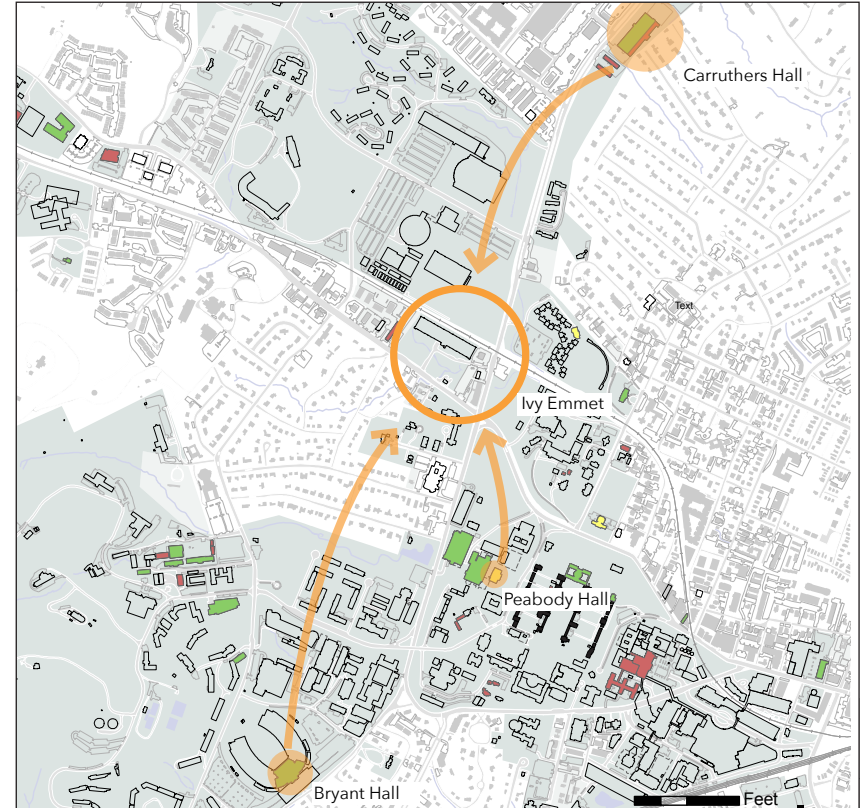 Carruthers Hall
Text
Ivy Emmet
Peabody Hall
Bryant Hall
Feet